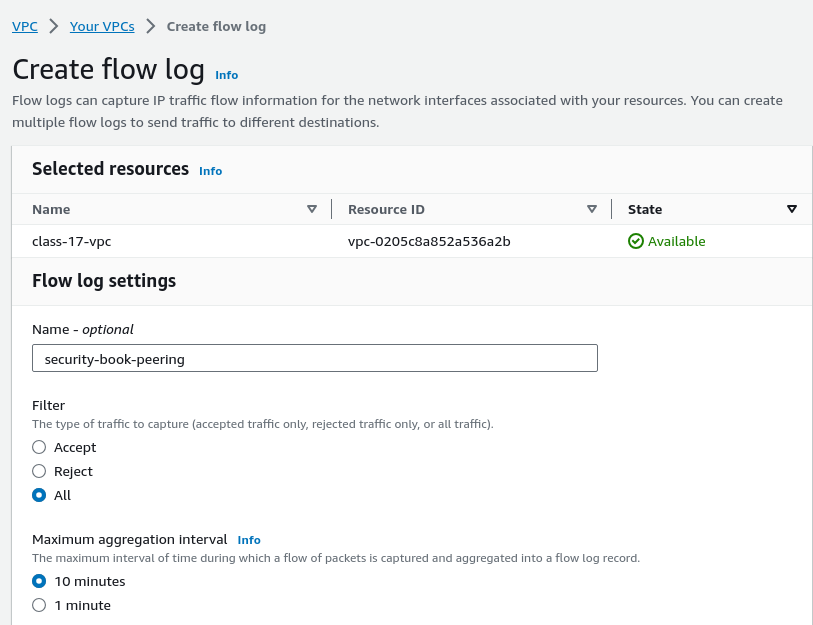 VPC > Your VPCs > Create flow log
Create flow log Info
Flow logs can capture IP traffic flow information for the network interfaces associated with your resources. You can create
multiple flow logs to send traffic to different destinations.
Selected resources Info
Name Resource ID State
class-17-vpc vpc-0205c8a852a536a2b Available
Flow log settings
Name - optional
security-book-peering
Filter
The type of traffic to capture (accepted traffic only, rejected traffic only, or all traffic).
Accept
Reject
All
Maximum aggregation interval Info
The maximum interval of time during which a flow of packets is captured and aggregated into a flow log record.
10 minutes
1 minute